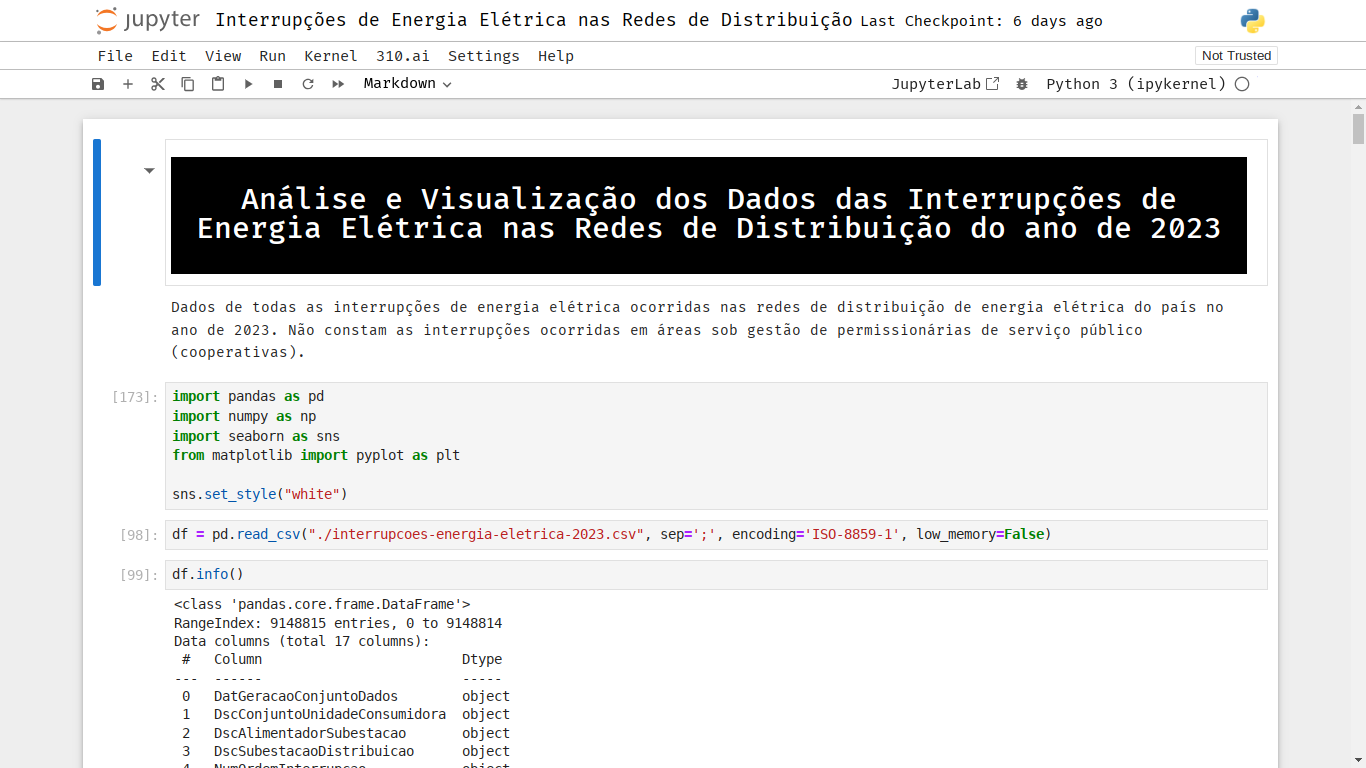 jupyter Interrupções de Energia Elétrica nas Redes de Distribuição Last Checkpoint: 6 days ago
File Edit View Run Kernel 310.ai Settings Help Not Trusted
Markdown JupyterLab Python 3 (ipykernel)
Análise e Visualização dos Dados das Interrupções de
Energia Elétrica nas Redes de Distribuição do ano de 2023
Dados de todas as interrupções de energia elétrica ocorridas nas redes de distribuição de energia elétrica do país no
ano de 2023. Não constam as interrupções ocorridas em áreas sob gestão de permissionárias de serviço público
(cooperativas).
[173]: import pandas as pd
import numpy as np
import seaborn as sns
from matplotlib import pyplot as plt
sns.set_style("white")
[98]: df = pd.read_csv("./interrupcoes-energia-eletrica-2023.csv", sep=';', encoding='ISO-8859-1', low_memory=False)
[99]: df.info()
<class 'pandas.core.frame.DataFrame'>
RangeIndex: 9148815 entries, 0 to 9148814
Data columns (total 17 columns):
# Column Dtype
--- ------ -----
0 DatGeracaoConjuntoDados object
1 DscConjuntoUnidadeConsumidora object
2 DscAlimentadorSubestacao object
3 DscSubestacaoDistribuicao object
4 NumOrdemInterrupcao object